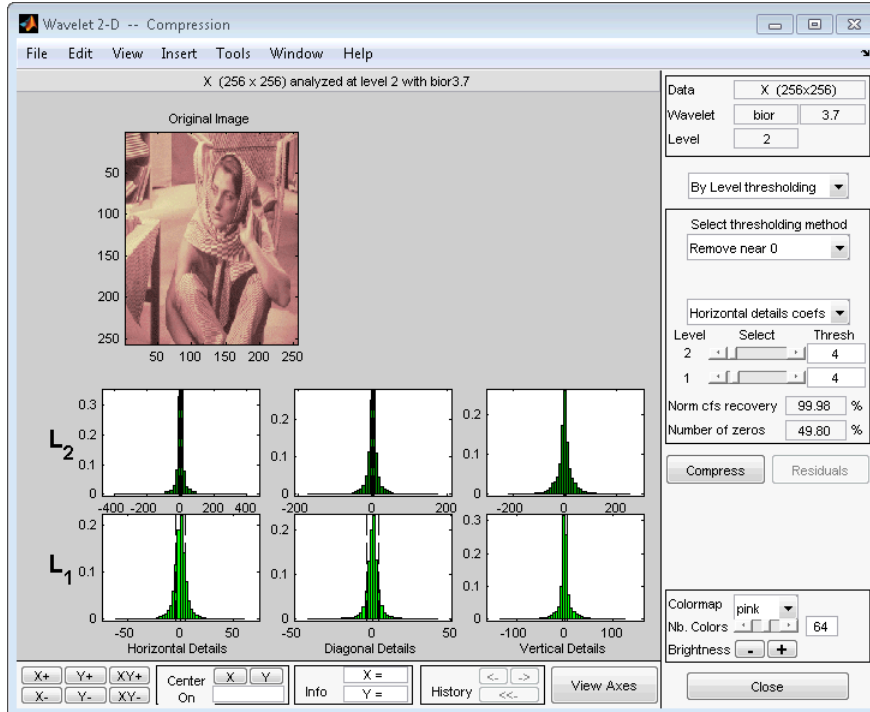 Wavelet 2-D -- Compression
File Edit View Insert Tools Window Help
X (256 x 256) analyzed at level 2 with bior3.7
Original Image
50
100
150
200
250
50 100 150 200 250
L2
0.3
0.2
0.1
0
-400 -200 0 200 400
0.2
0.1
0
-200 0 200
0.2
0.1
0
-200 0 200
L1
0.2
0.1
0
-50 0 50
Horizontal Details
0.2
0.1
0
-50 0 50
Diagonal Details
0.3
0.2
0.1
0
-100 0 100
Vertical Details
Data X (256x256)
Wavelet bior 3.7
Level 2
By Level thresholding
Select thresholding method
Remove near 0
Horizontal details coefs
Level Select Thresh
2 4
1 4
Norm cfs recovery 99.98 %
Number of zeros 49.80 %
Compress Residuals
Colormap pink
Nb. Colors 64
Brightness - +
Close
X+ Y+ XY+
X- Y- XY-
Center On X Y
Info X =
Y =
History <- ->
<<-
View Axes